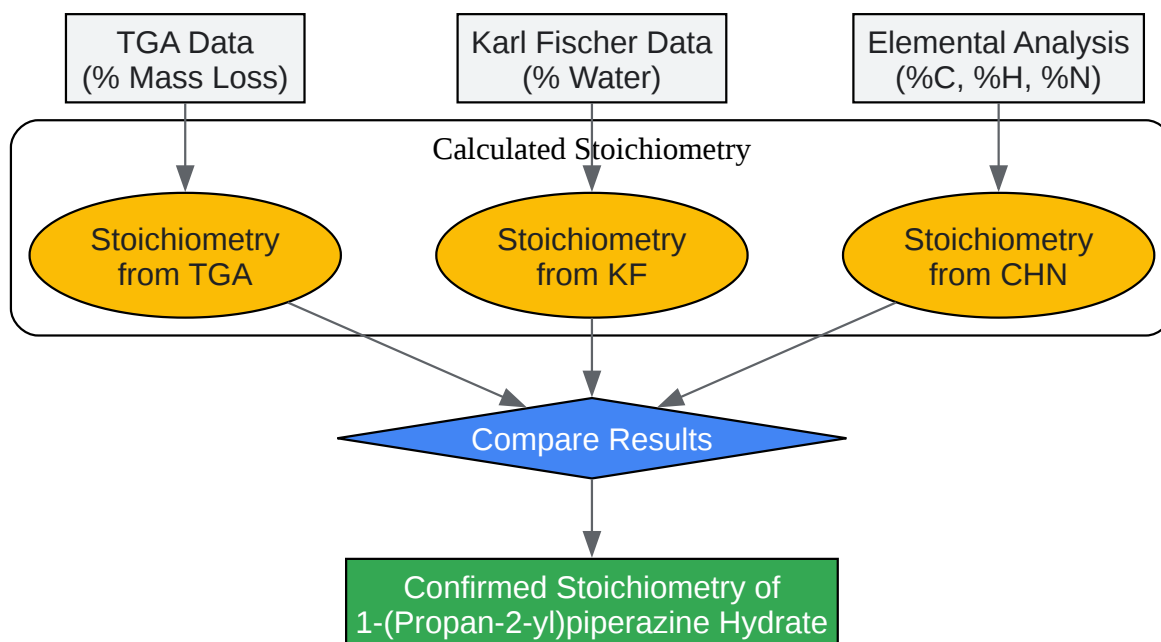 TGA Data
(% Mass Loss)
Karl Fischer Data
(% Water)
Elemental Analysis
(%C, %H, %N)
Calculated Stoichiometry
Stoichiometry
from TGA
Stoichiometry
from KF
Stoichiometry
from CHN
Compare Results
Confirmed Stoichiometry of
1-(Propan-2-yl)piperazine Hydrate